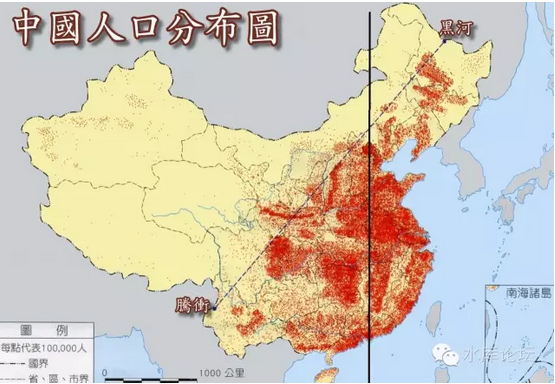 中國人口分布圖
黑河
騰衝
南海諸島
圖 例
每點代表100,000人
國界
省、區、市界
0 1000 公里
水库论坛